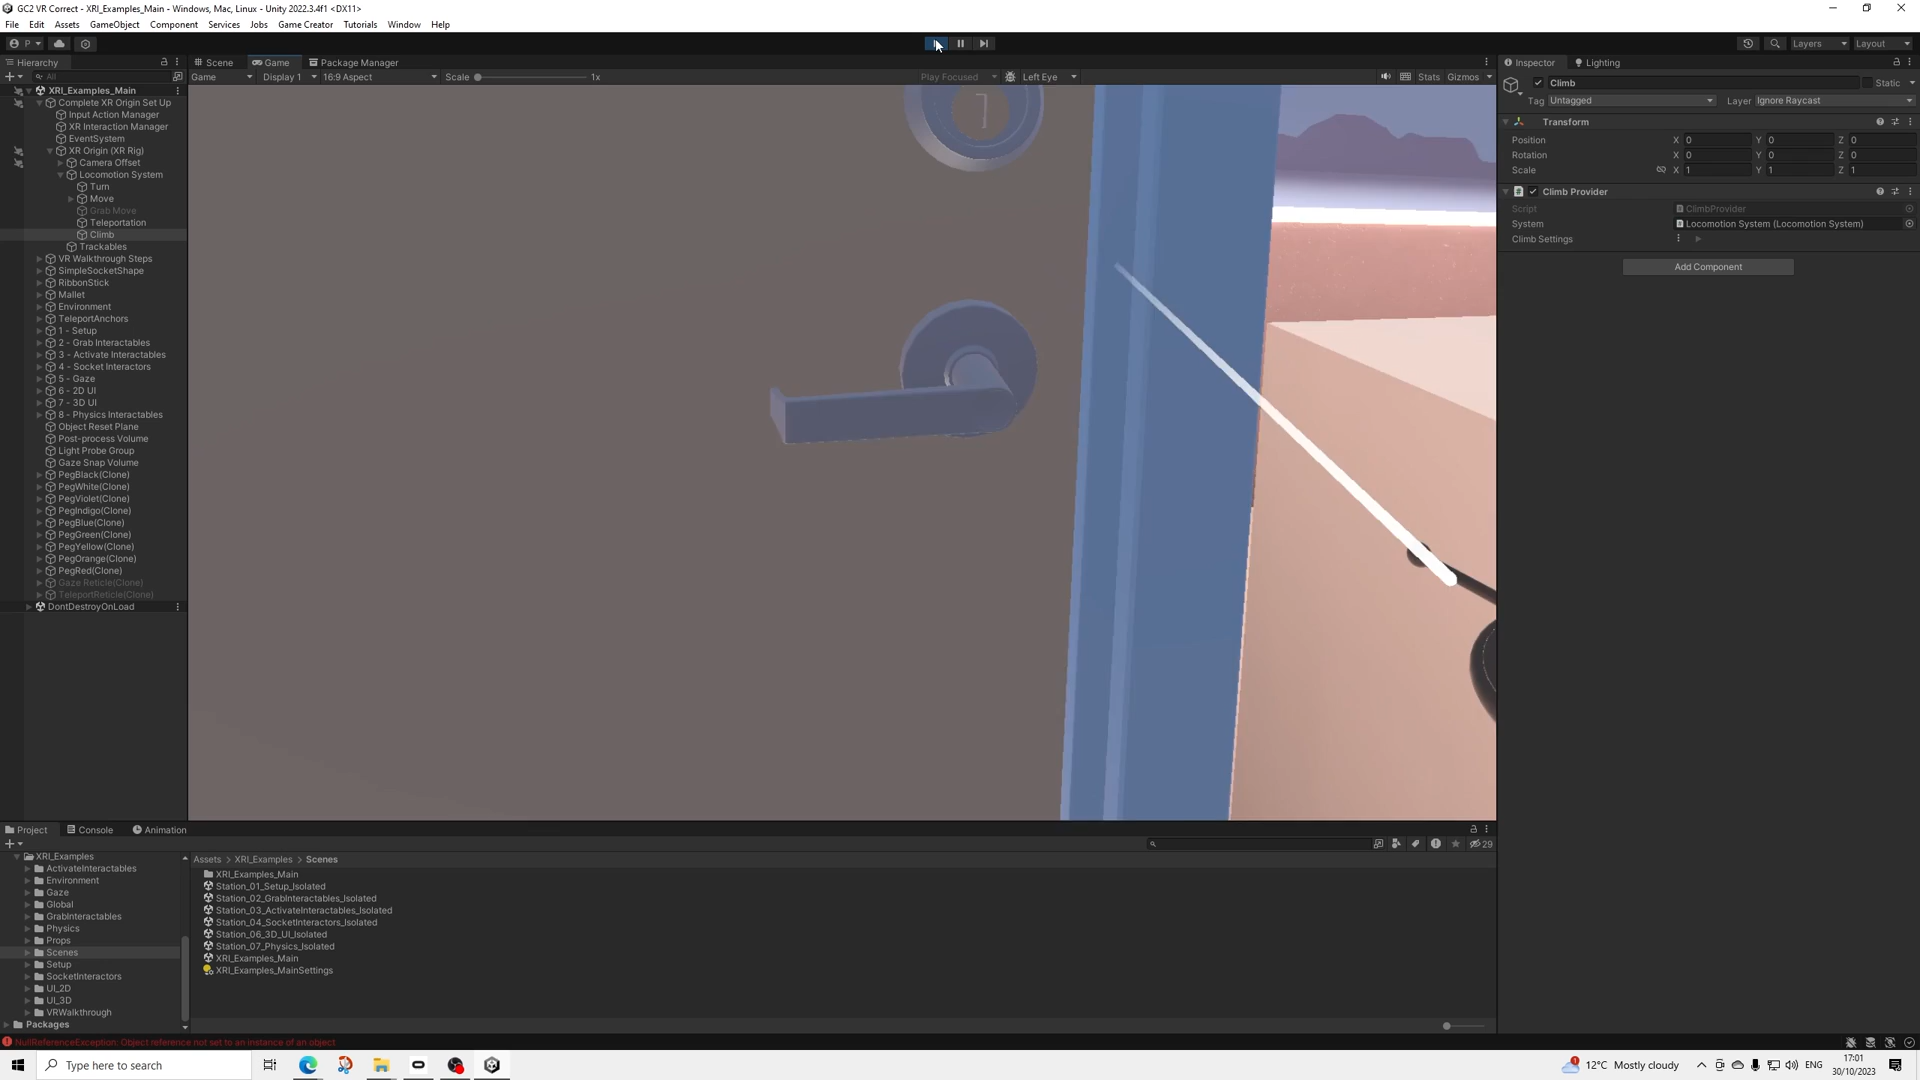 GC2 VR Correct - XRI_Examples_Main - Windows, Mac, Linux - Unity 2022.3.4f1 <DX11>
File Edit Assets GameObject Component Services Jobs Game Creator Tutorials Window Help
P Layers Layout
Hierarchy
All
XRI_Examples_Main
Complete XR Origin Set Up
Input Action Manager
XR Interaction Manager
EventSystem
XR Origin (XR Rig)
Camera Offset
Locomotion System
Turn
Move
Grab Move
Teleportation
Climb
Trackables
VR Walkthrough Steps
SimpleSocketShape
RibbonStick
Mallet
Environment
TeleportAnchors
1 - Setup
2 - Grab Interactables
3 - Activate Interactables
4 - Socket Interactors
5 - Gaze
6 - 2D UI
7 - 3D UI
8 - Physics Interactables
Object Reset Plane
Post-process Volume
Light Probe Group
Gaze Snap Volume
PegBlack(Clone)
PegWhite(Clone)
PegViolet(Clone)
PegIndigo(Clone)
PegBlue(Clone)
PegGreen(Clone)
PegYellow(Clone)
PegOrange(Clone)
PegRed(Clone)
Gaze Reticle(Clone)
TeleportReticle(Clone)
DontDestroyOnLoad
Scene Game Package Manager
Game Display 1 16:9 Aspect Scale 1x Play Focused Left Eye Stats Gizmos
Inspector Lighting
Climb Static
Tag Untagged Layer Ignore Raycast
Transform
Position X 0 Y 0 Z 0
Rotation X 0 Y 0 Z 0
Scale X 1 Y 1 Z 1
Climb Provider
Script ClimbProvider
System Locomotion System (Locomotion System)
Climb Settings
Add Component
Project Console Animation
29
XRI_Examples
ActivateInteractables
Environment
Gaze
Global
GrabInteractables
Physics
Props
Scenes
Setup
SocketInteractors
UI_2D
UI_3D
VRWalkthrough
Packages
Assets > XRI_Examples > Scenes
XRI_Examples_Main
Station_01_Setup_Isolated
Station_02_GrabInteractables_Isolated
Station_03_ActivateInteractables_Isolated
Station_04_SocketInteractors_Isolated
Station_06_3D_UI_Isolated
Station_07_Physics_Isolated
XRI_Examples_Main
XRI_Examples_MainSettings
NullReferenceException: Object reference not set to an instance of an object
Type here to search
1 12°C Mostly cloudy ENG
17:01
30/10/2023